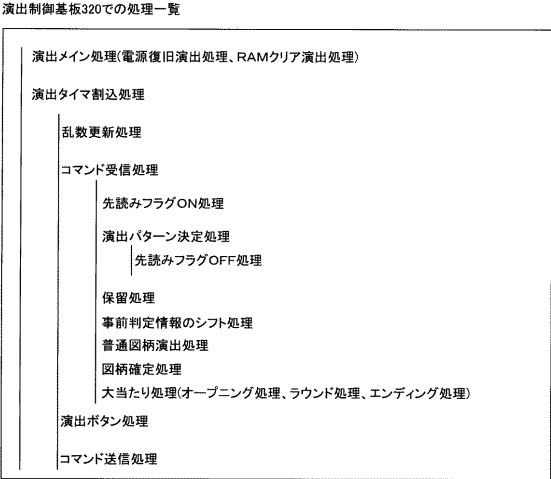 演出制御基板320での処理一覧
演出メイン処理(電源復旧演出処理、RAMクリア演出処理)
演出タイマ割込処理
乱数更新処理
コマンド受信処理
先読みフラグON処理
演出パターン決定処理
先読みフラグOFF処理
保留処理
事前判定情報のシフト処理
普通図柄演出処理
図柄確定処理
大当たり処理(オープニング処理、ラウンド処理、エンディング処理)
演出ボタン処理
コマンド送信処理